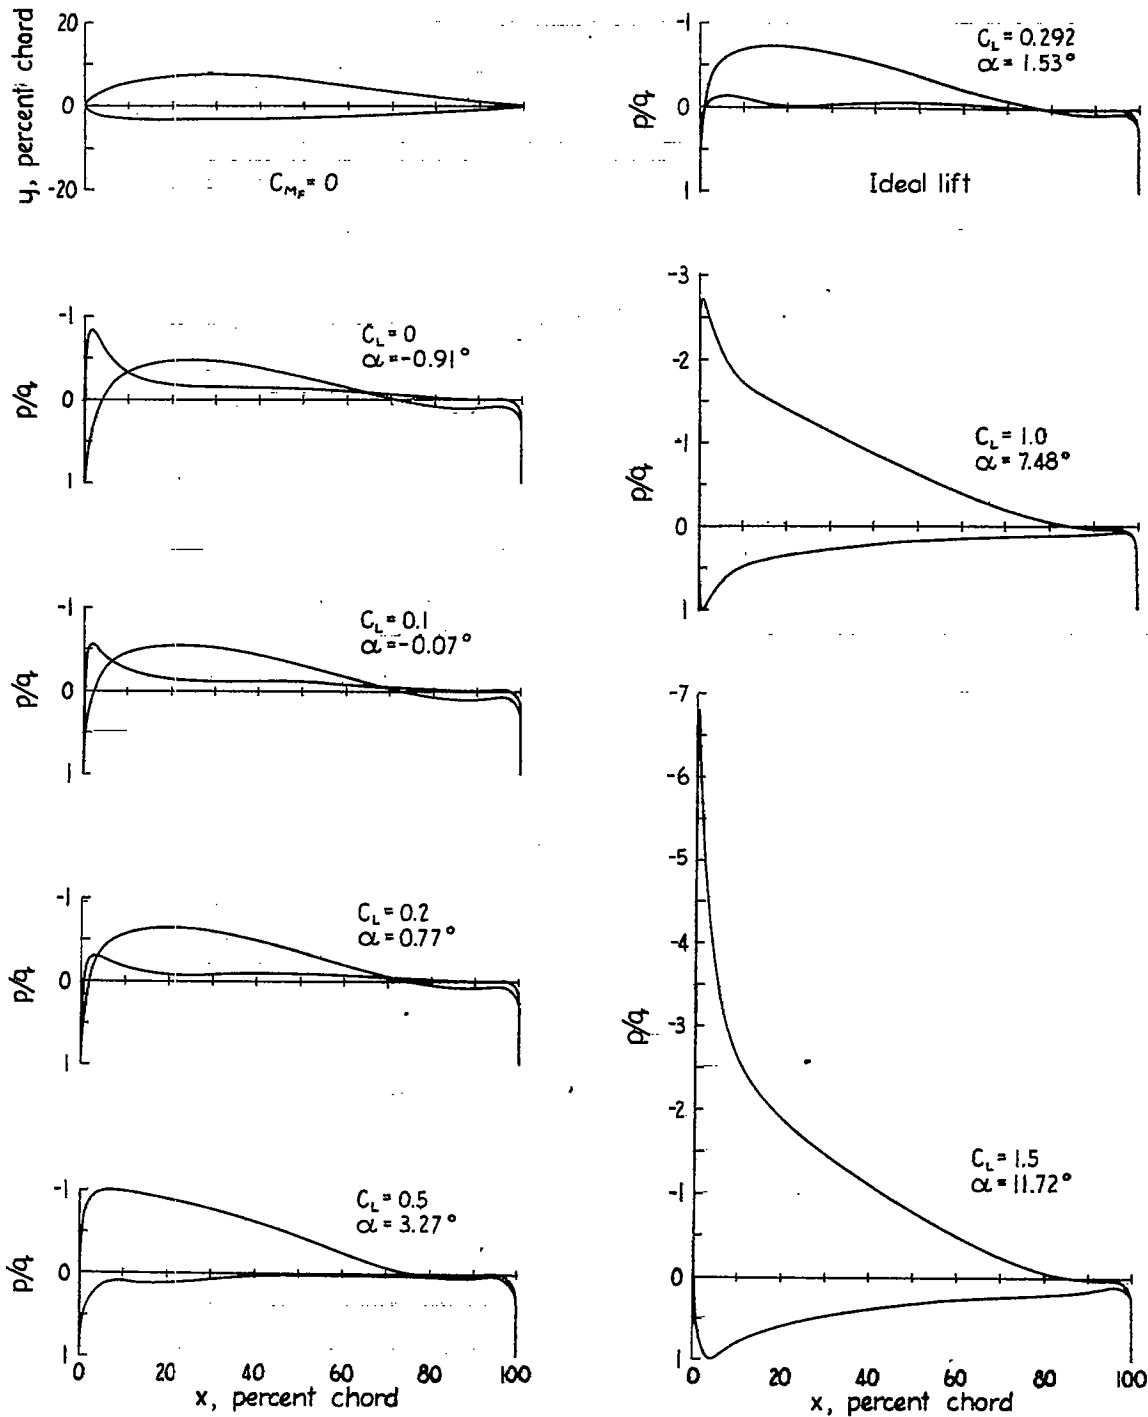 y, percent chord
20
0
-20
C_MF = 0
p/q
-1
0
1
C_L = 0.292
α = 1.53°
Ideal lift
p/q
-1
0
1
C_L = 0
α = -0.91°
p/q
-3
-2
-1
0
1
C_L = 1.0
α = 7.48°
p/q
-1
0
1
C_L = 0.1
α = -0.07°
p/q
-1
0
1
C_L = 0.2
α = 0.77°
p/q
-1
0
1
C_L = 0.5
α = 3.27°
0 20 40 60 80 100
x, percent chord
p/q
-7
-6
-5
-4
-3
-2
-1
0
1
C_L = 1.5
α = 11.72°
0 20 40 60 80 100
x, percent chord